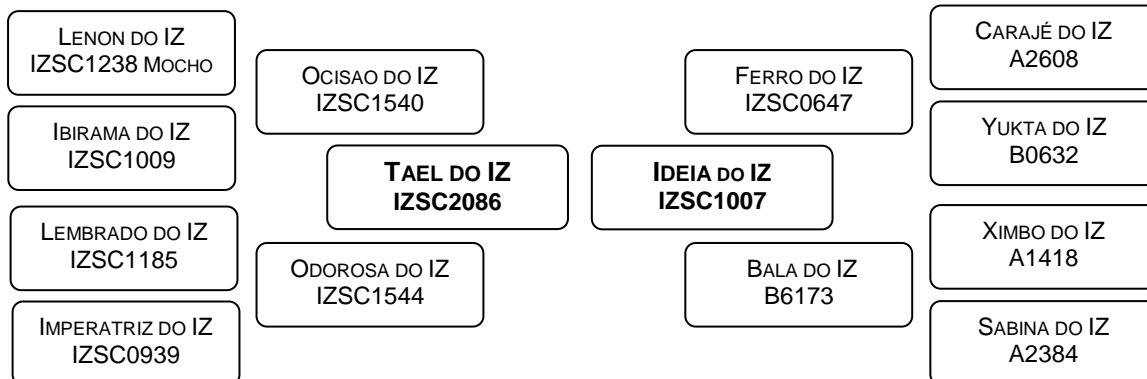 Lenon do IZ
IZSC1238 Mocho
Ibirama do IZ
IZSC1009
Lembrado do IZ
IZSC1185
Imperatriz do IZ
IZSC0939
Ocisao do IZ
IZSC1540
Odorosa do IZ
IZSC1544
Tael do IZ
IZSC2086
Ideia do IZ
IZSC1007
Ferro do IZ
IZSC0647
Bala do IZ
B6173
Carajé do IZ
A2608
Yukta do IZ
B0632
Ximbo do IZ
A1418
Sabina do IZ
A2384